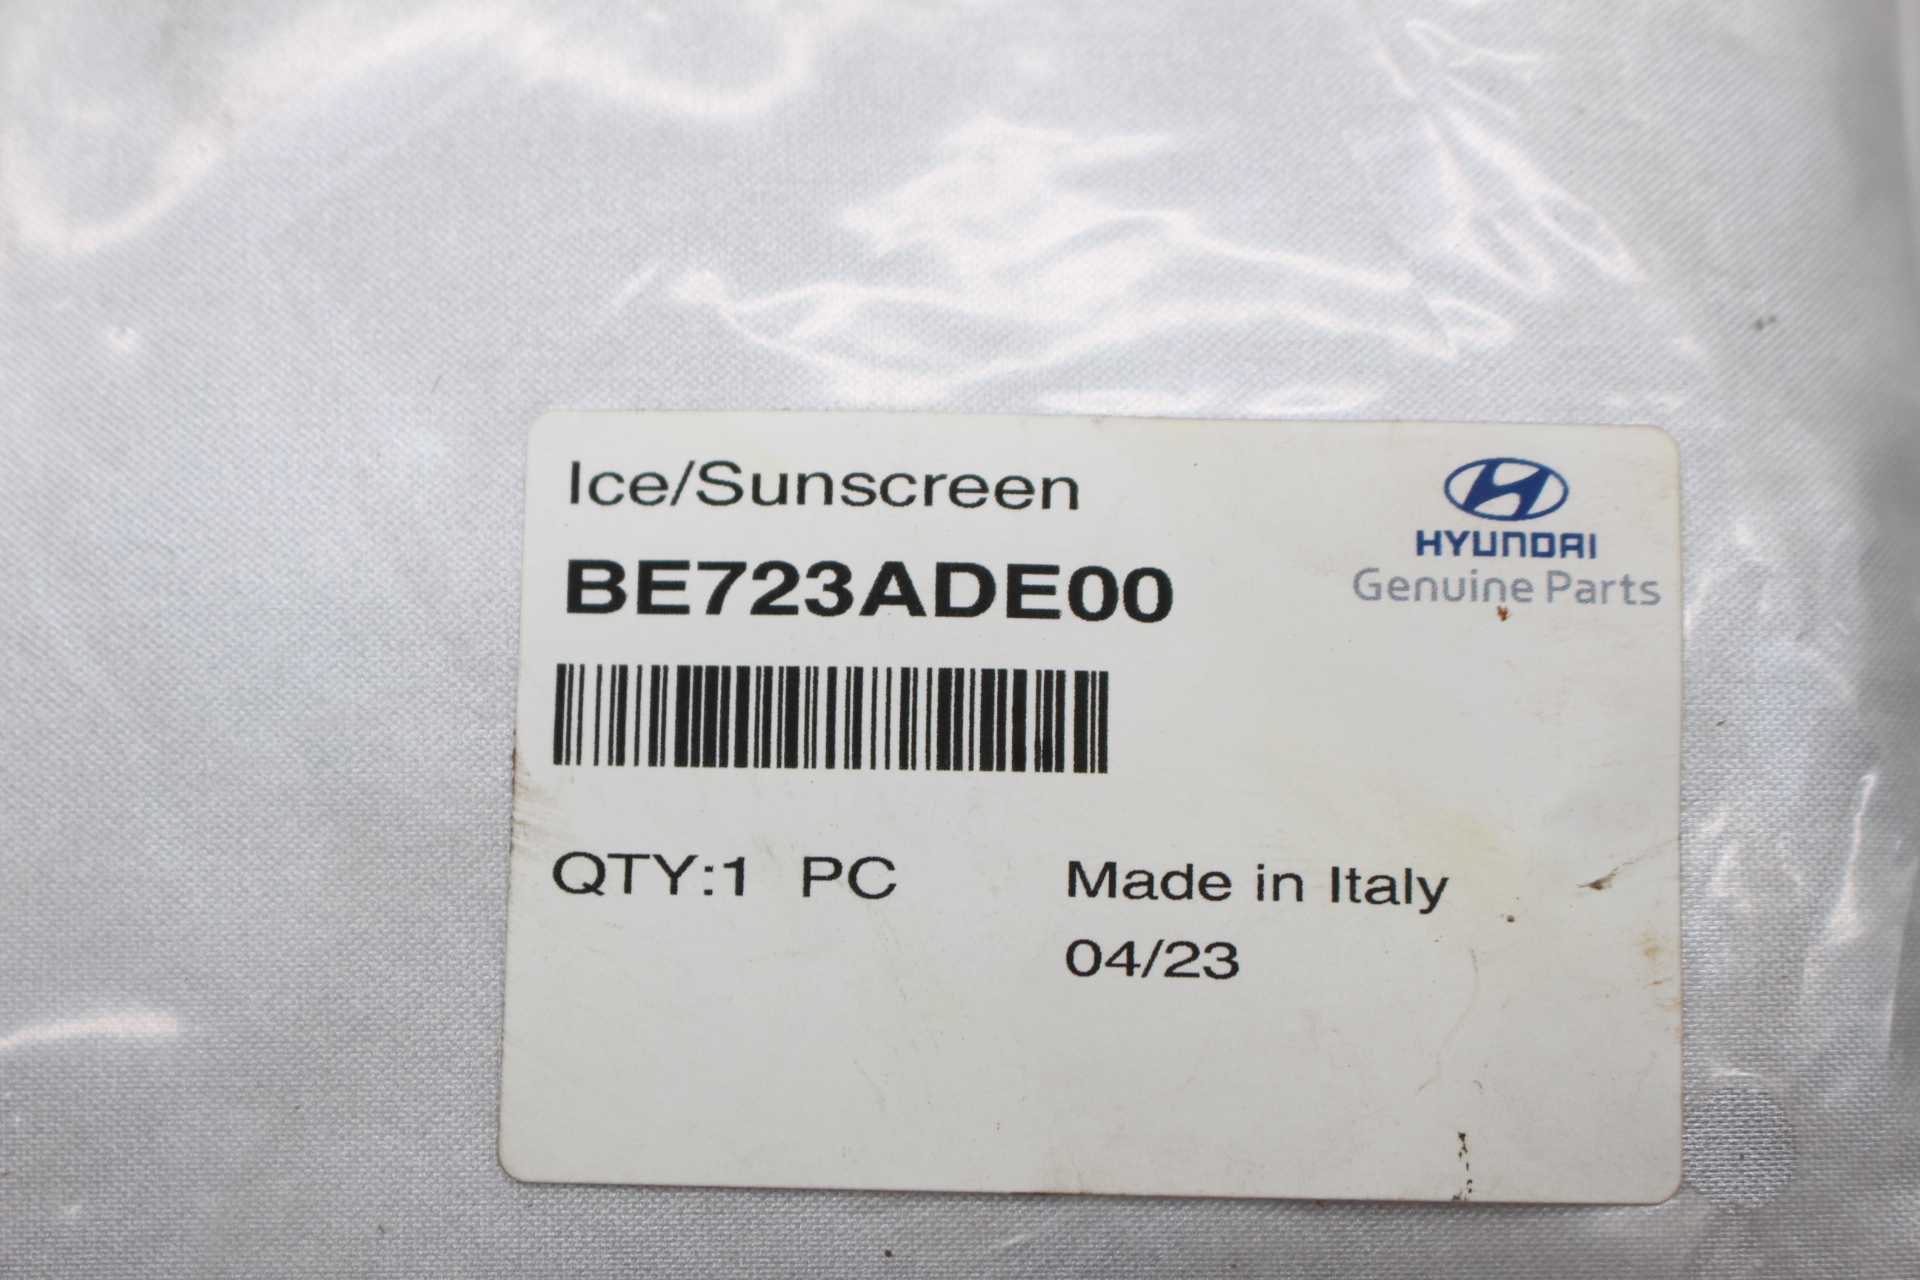 Ice/Sunscreen
BE723ADE00
HYUNDAI
Genuine Parts
QTY:1 PC
Made in Italy
04/23